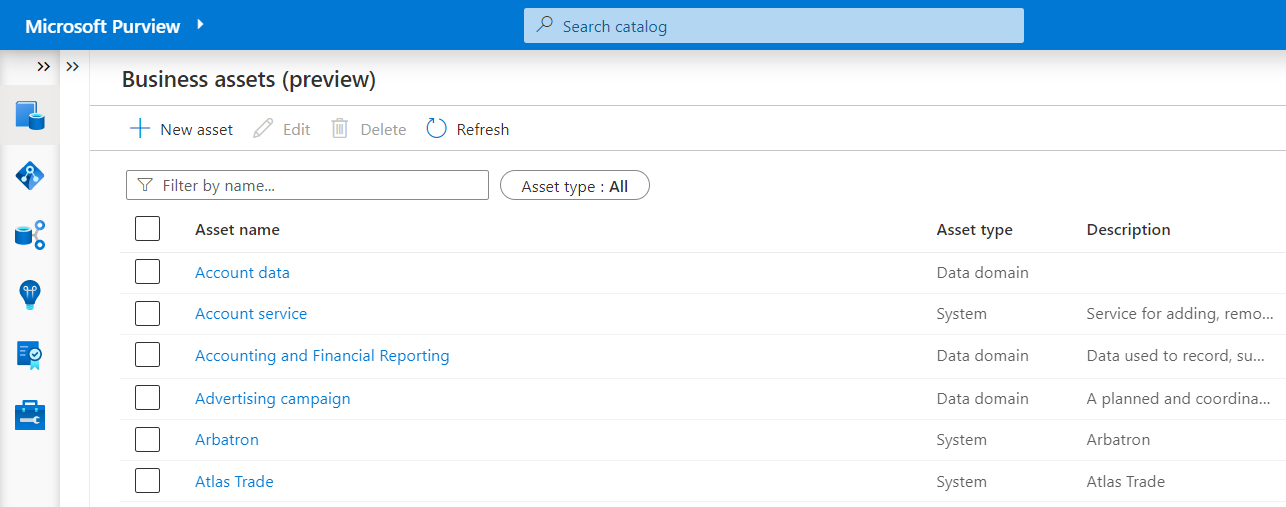 Microsoft Purview
Search catalog
Business assets (preview)
New asset Edit Delete Refresh
Filter by name... Asset type : All
Asset name Asset type Description
Account data Data domain
Account service System Service for adding, remo...
Accounting and Financial Reporting Data domain Data used to record, su...
Advertising campaign Data domain A planned and coordina...
Arbatron System Arbatron
Atlas Trade System Atlas Trade